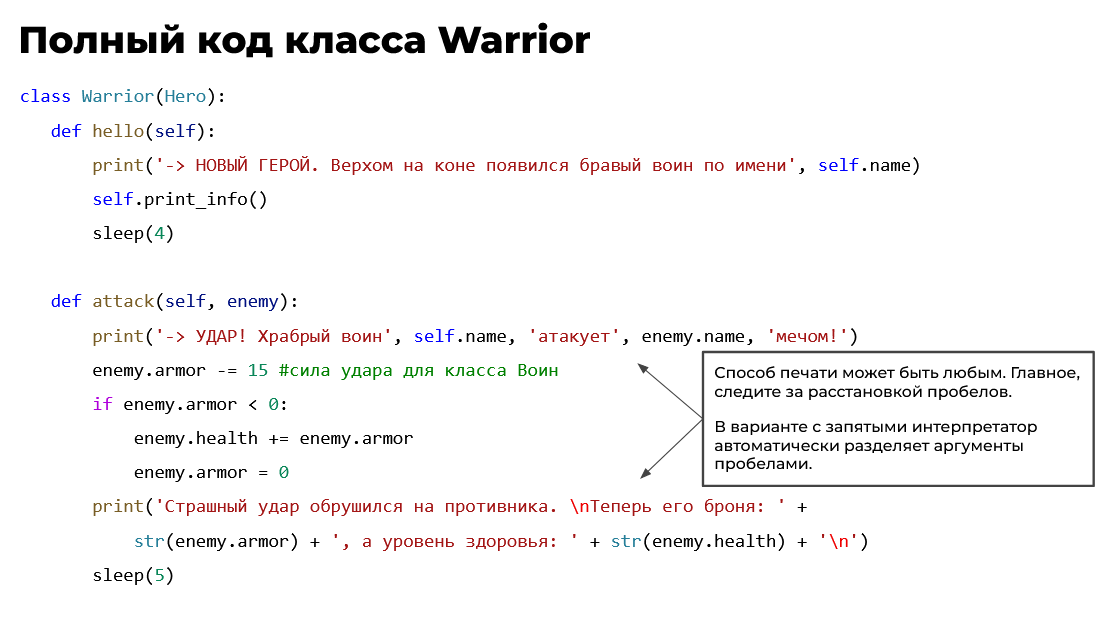 Полный код класса Warrior
class Warrior(Hero):
def hello(self):
print('-> НОВЫЙ ГЕРОЙ. Верхом на коне появился бравый воин по имени', self.name)
self.print_info()
sleep(4)
def attack(self, enemy):
print('-> УДАР! Храбрый воин', self.name, 'атакует', enemy.name, 'мечом!')
enemy.armor -= 15 #сила удара для класса Воин
if enemy.armor < 0:
enemy.health += enemy.armor
enemy.armor = 0
print('Страшный удар обрушился на противника. \nТеперь его броня: ' +
str(enemy.armor) + ', а уровень здоровья: ' + str(enemy.health) + '\n')
sleep(5)
Способ печати может быть любым. Главное,
следите за расстановкой пробелов.
В варианте с запятыми интерпретатор
автоматически разделяет аргументы
пробелами.